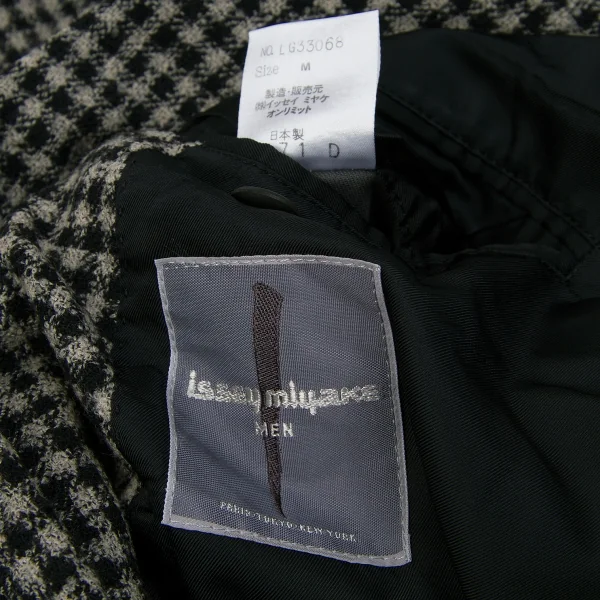 NO. LG33068
Size M
製造・販売元
㈱イッセイ ミヤケ
オンリミット
日本製
71 D
issey miyake
MEN
PARIS・TOKYO・NEW YORK